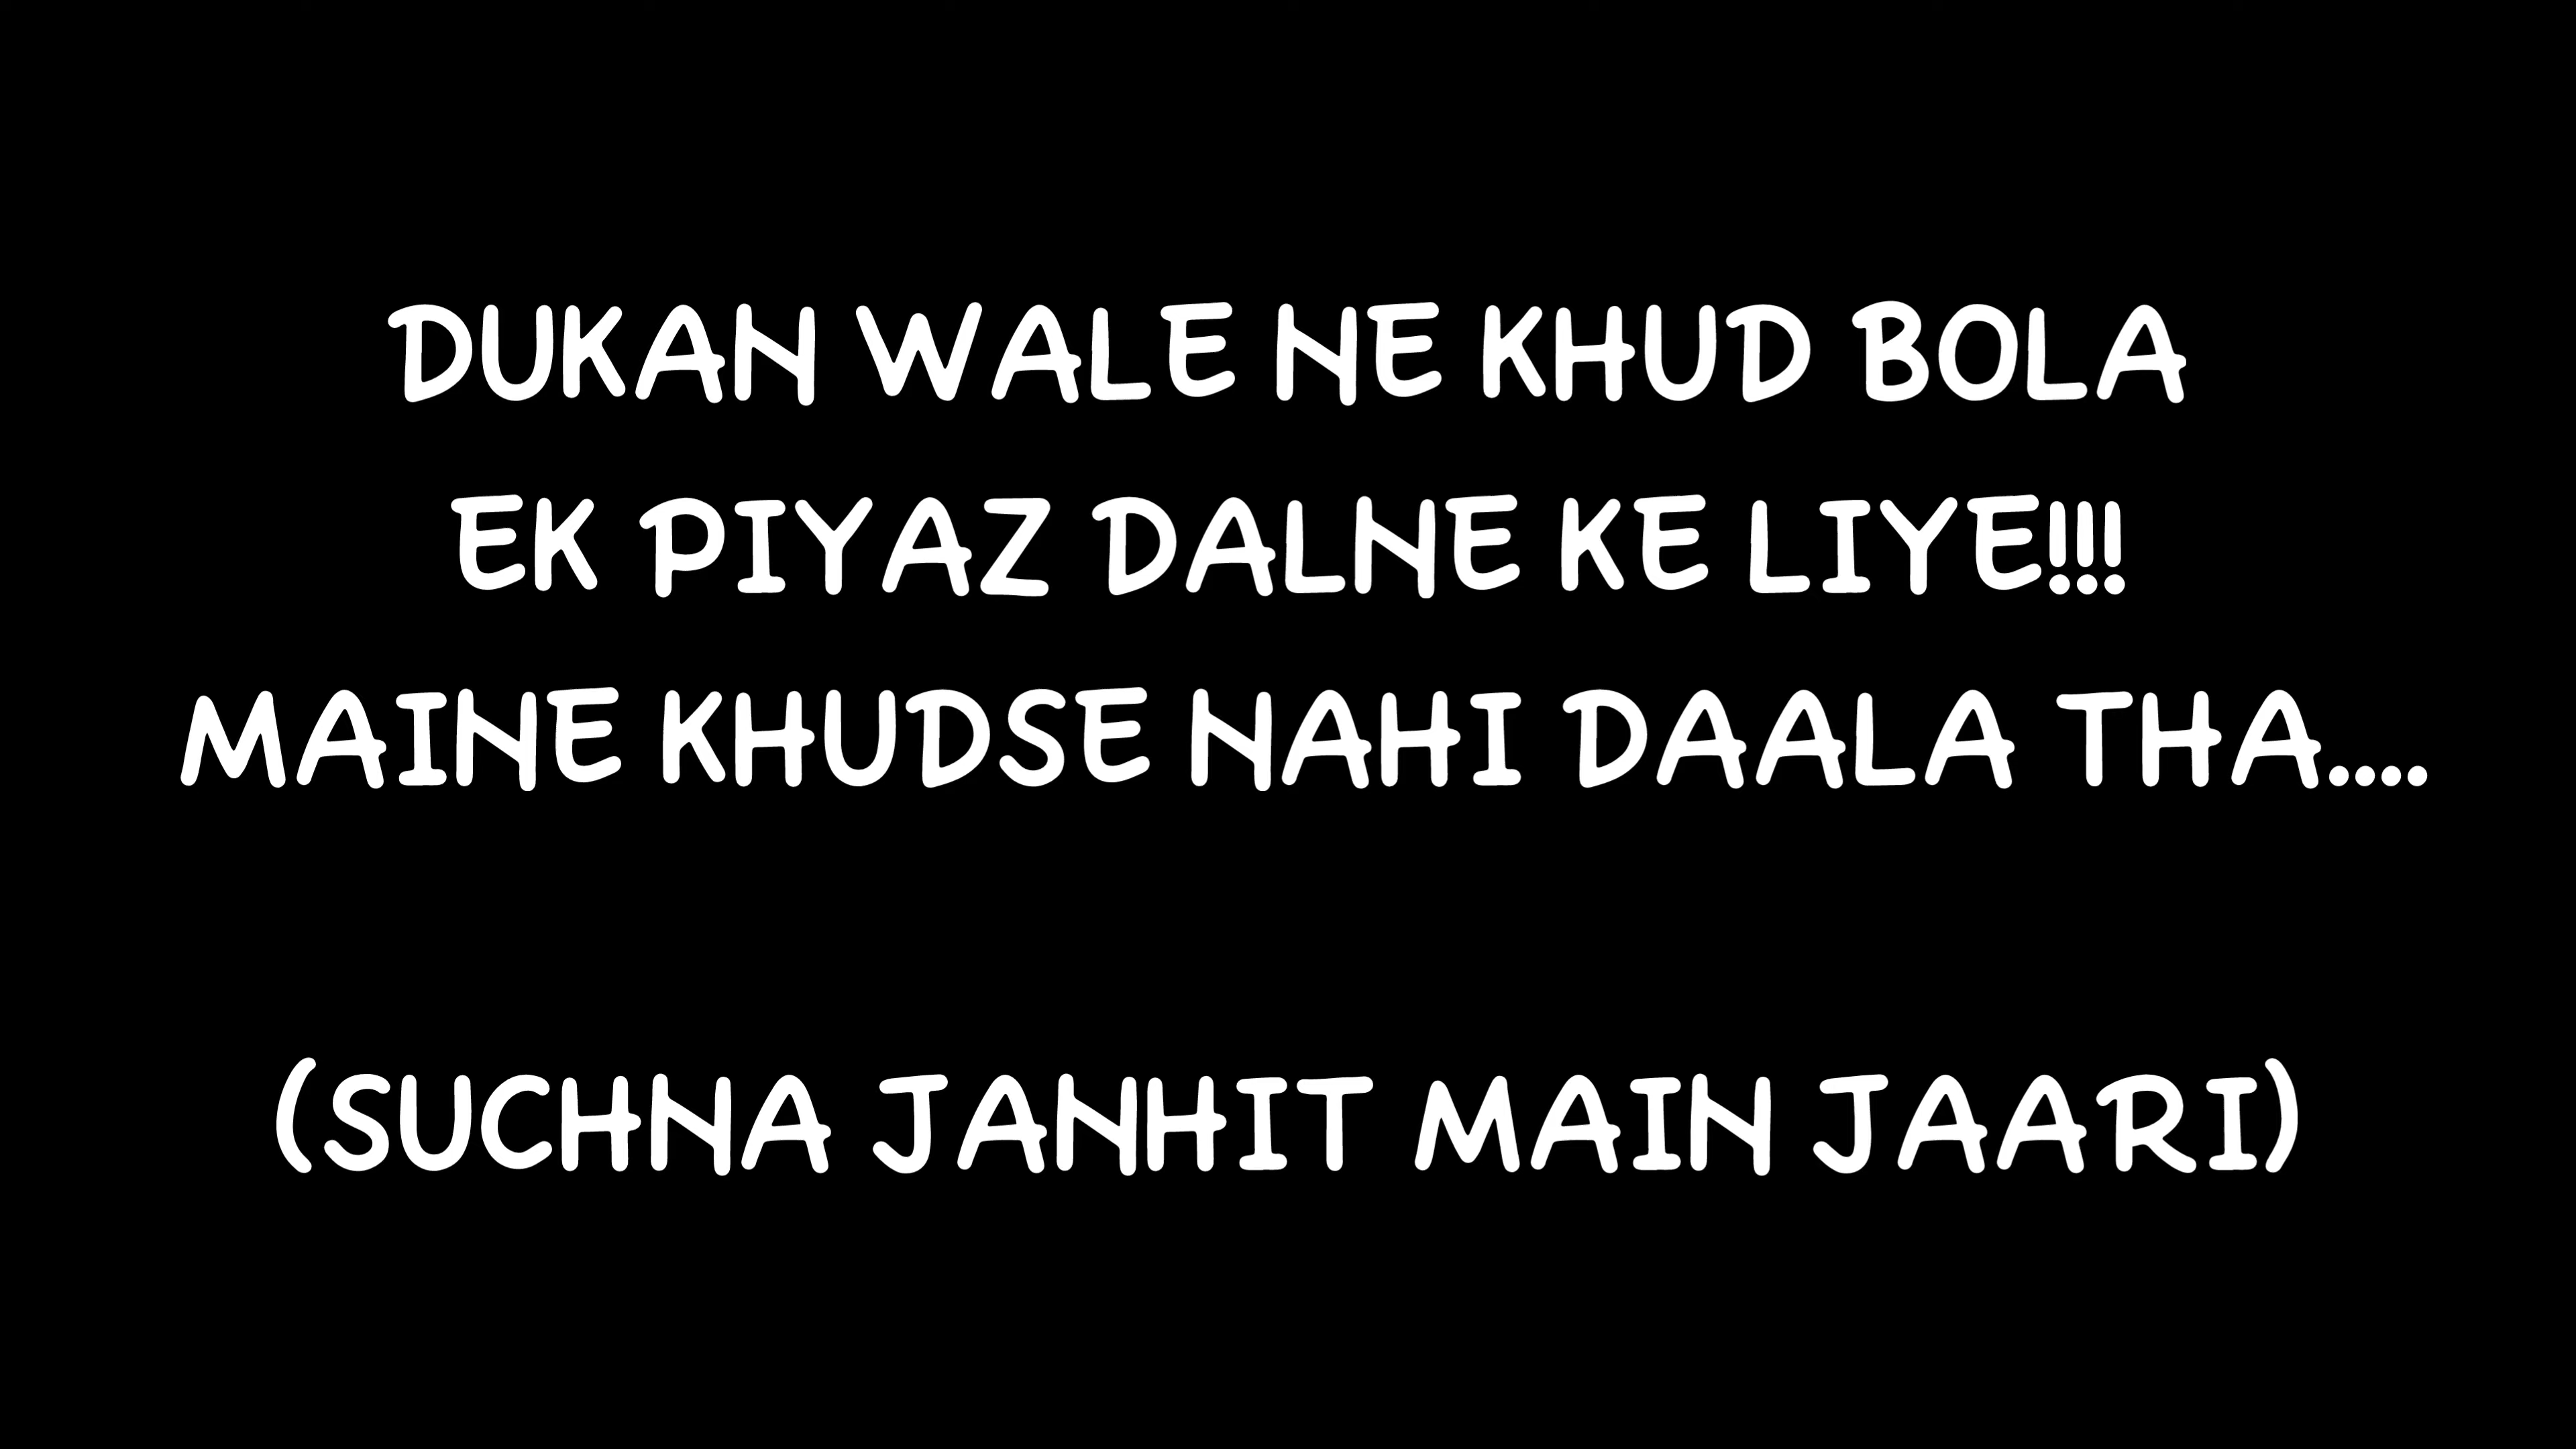 DUKAN WALE NE KHUD BOLA
EK PIYAZ DALNE KE LIYE!!!
MAINE KHUDSE NAHI DAALA THA....
(SUCHNA JANHIT MAIN JAARI)